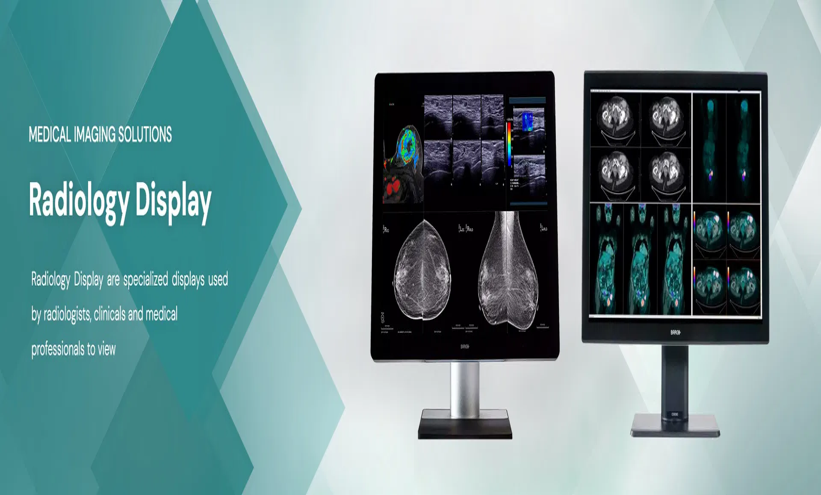 MEDICAL IMAGING SOLUTIONS
Radiology Display
Radiology Display are specialized displays used
by radiologists, clinicals and medical
professionals to view